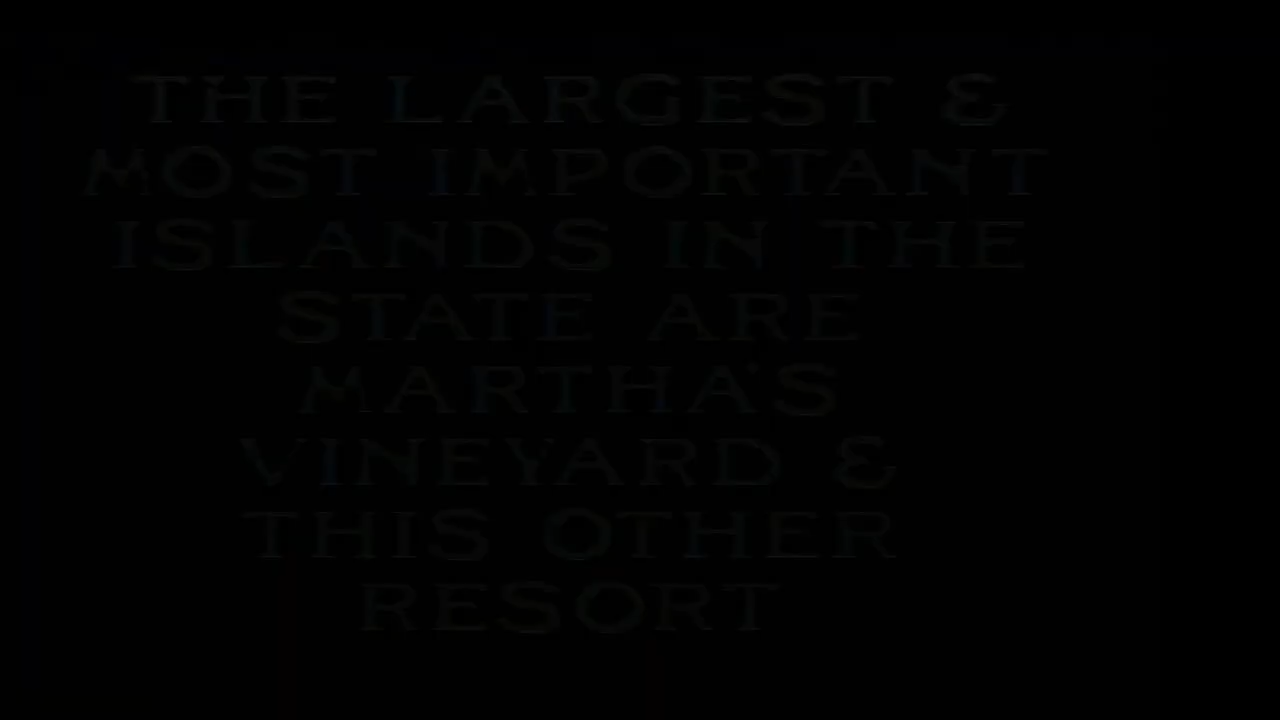 THE LARGEST &
MOST IMPORTANT
ISLANDS IN THE
STATE ARE
MARTHA'S
VINEYARD &
THIS OTHER
RESORT